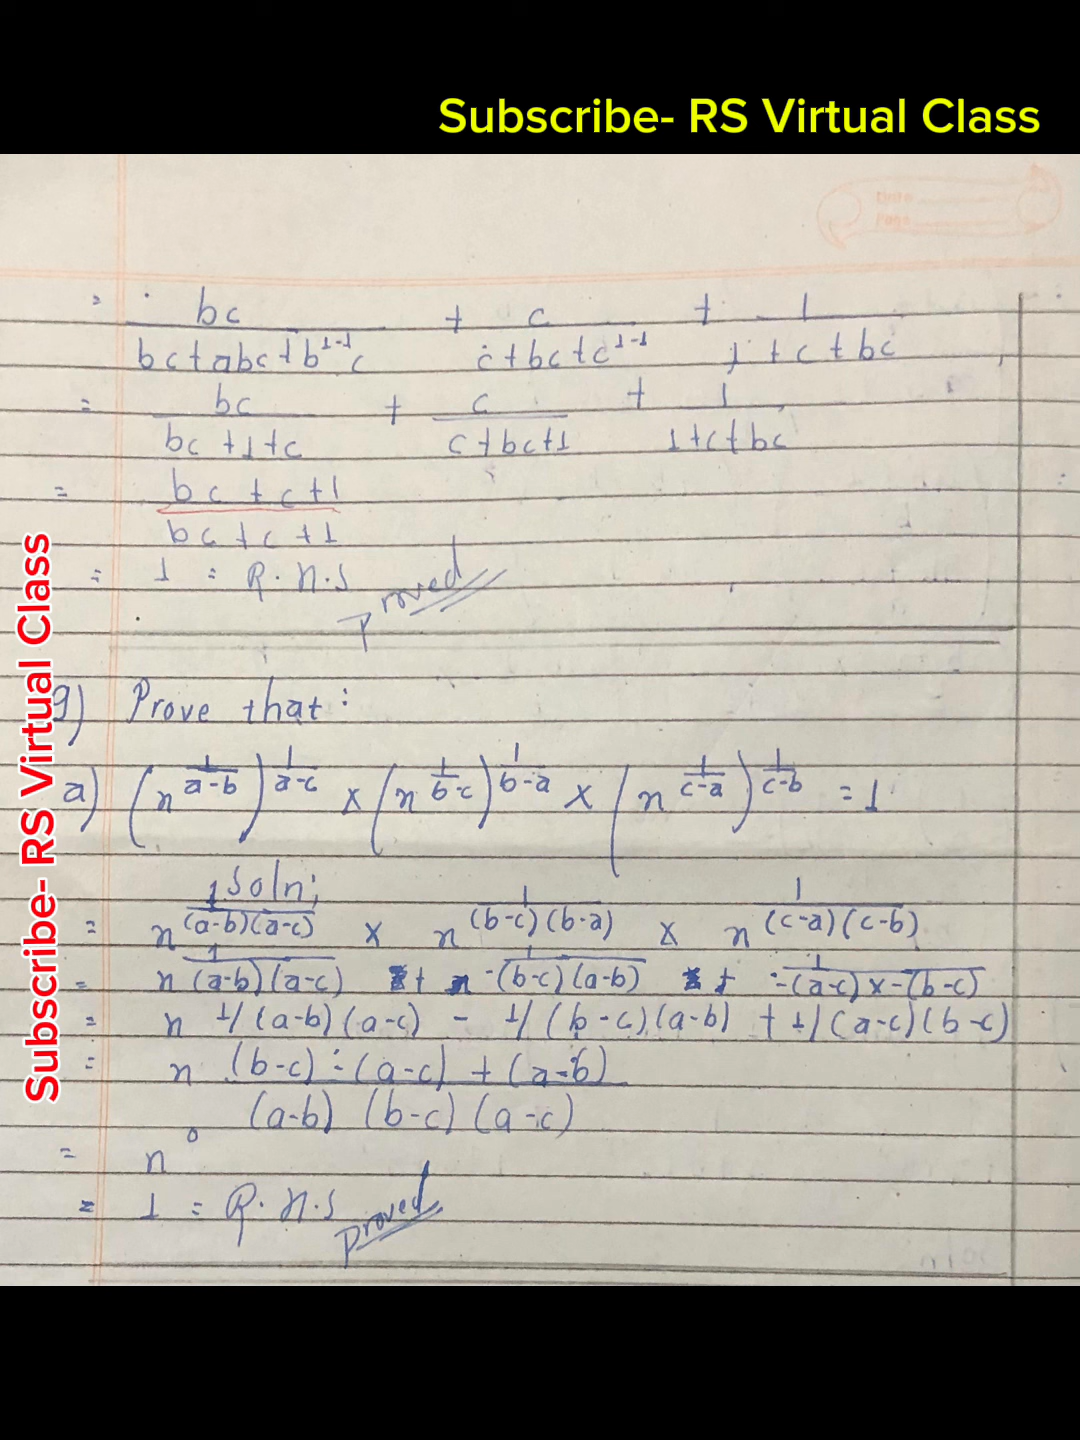 Subscribe- RS Virtual Class
= bc/(bc+abc+b^(1-1)c) + c/(c+bc+c^(1-1)) + 1/(1+c+bc)
= bc/(bc+1+c) + c/(c+bc+1) + 1/(1+c+bc)
= (bc+c+1)/(bc+c+1)
= 1 = R.H.S
Proved
Subscribe- RS Virtual Class
9) Prove that:
a) (x^(1/(a-b)))^(1/(a-c)) × (x^(1/(b-c)))^(1/(b-a)) × (x^(1/(c-a)))^(1/(c-b)) = 1
Soln;
= x^(1/(a-b)(a-c)) × x^(1/(b-c)(b-a)) × x^(1/(c-a)(c-b))
= x^(1/(a-b)(a-c)) + 1/-(b-c)(a-b) + 1/-(a-c)×-(b-c)
= x 1/(a-b)(a-c) - 1/(b-c)(a-b) + 1/(a-c)(b-c)
= x ((b-c)-(a-c)+(a-b))/((a-b)(b-c)(a-c))
= x^0
= 1 = R.H.S
Proved